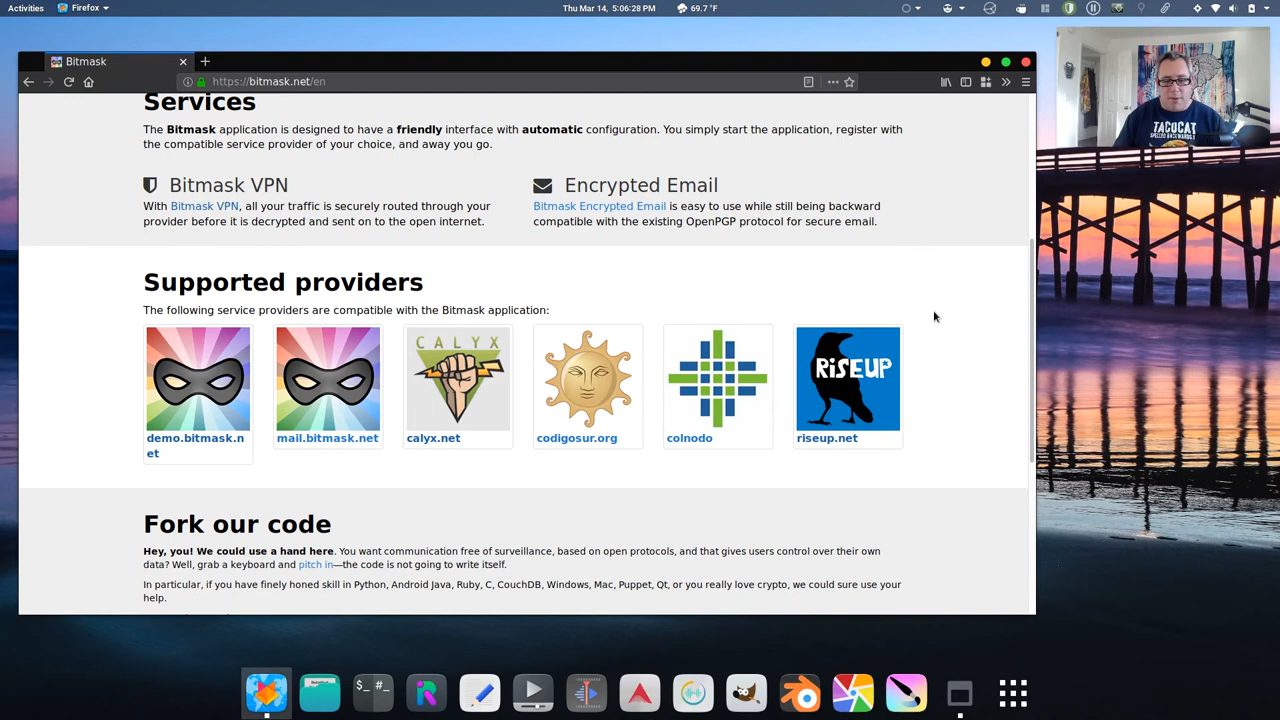 Activities
Firefox
Thu Mar 14, 5:06:28 PM
69.7 °F
Bitmask
https://bitmask.net/en
TACOCAT
SPELLED BACKWARDS
Services
The Bitmask application is designed to have a friendly interface with automatic configuration. You simply start the application, register with
the compatible service provider of your choice, and away you go.
Bitmask VPN
With Bitmask VPN, all your traffic is securely routed through your
provider before it is decrypted and sent on to the open internet.
Encrypted Email
Bitmask Encrypted Email is easy to use while still being backward
compatible with the existing OpenPGP protocol for secure email.
Supported providers
The following service providers are compatible with the Bitmask application:
CALYX
RiSEUP
demo.bitmask.n
et
mail.bitmask.net
calyx.net
codigosur.org
colnodo
riseup.net
Fork our code
Hey, you! We could use a hand here. You want communication free of surveillance, based on open protocols, and that gives users control over their own
data? Well, grab a keyboard and pitch in—the code is not going to write itself.
In particular, if you have finely honed skill in Python, Android Java, Ruby, C, CouchDB, Windows, Mac, Puppet, Qt, or you really love crypto, we could sure use your
help.
$_ #_